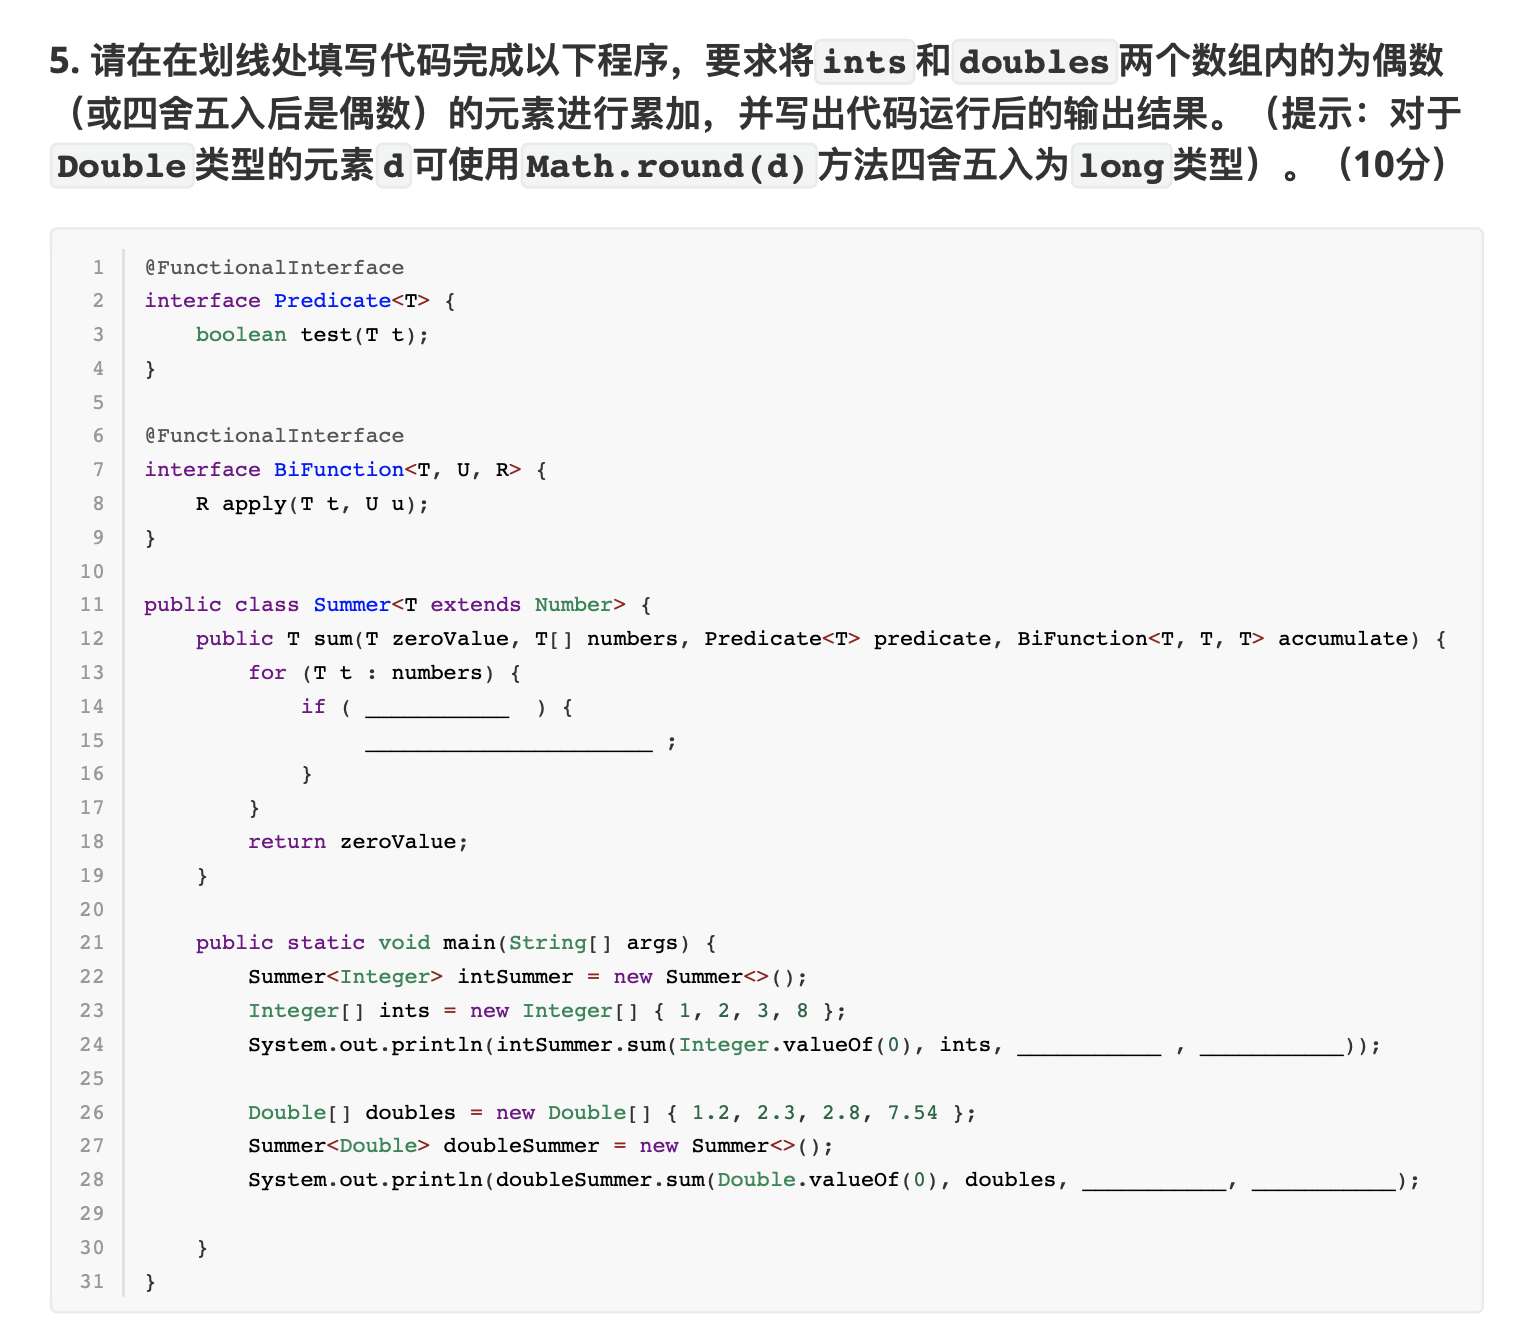 5. 请在在划线处填写代码完成以下程序，要求将ints和doubles两个数组内的为偶数
（或四舍五入后是偶数）的元素进行累加，并写出代码运行后的输出结果。（提示：对于
Double类型的元素d可使用Math.round(d)方法四舍五入为long类型）。（10分）
1 @FunctionalInterface
2 interface Predicate<T> {
3     boolean test(T t);
4 }
5
6 @FunctionalInterface
7 interface BiFunction<T, U, R> {
8     R apply(T t, U u);
9 }
10
11 public class Summer<T extends Number> {
12     public T sum(T zeroValue, T[] numbers, Predicate<T> predicate, BiFunction<T, T, T> accumulate) {
13         for (T t : numbers) {
14             if ( ___________  ) {
15                  ______________________ ;
16             }
17         }
18         return zeroValue;
19     }
20
21     public static void main(String[] args) {
22         Summer<Integer> intSummer = new Summer<>();
23         Integer[] ints = new Integer[] { 1, 2, 3, 8 };
24         System.out.println(intSummer.sum(Integer.valueOf(0), ints, ___________ , ___________));
25
26         Double[] doubles = new Double[] { 1.2, 2.3, 2.8, 7.54 };
27         Summer<Double> doubleSummer = new Summer<>();
28         System.out.println(doubleSummer.sum(Double.valueOf(0), doubles, ___________, ___________);
29
30     }
31 }